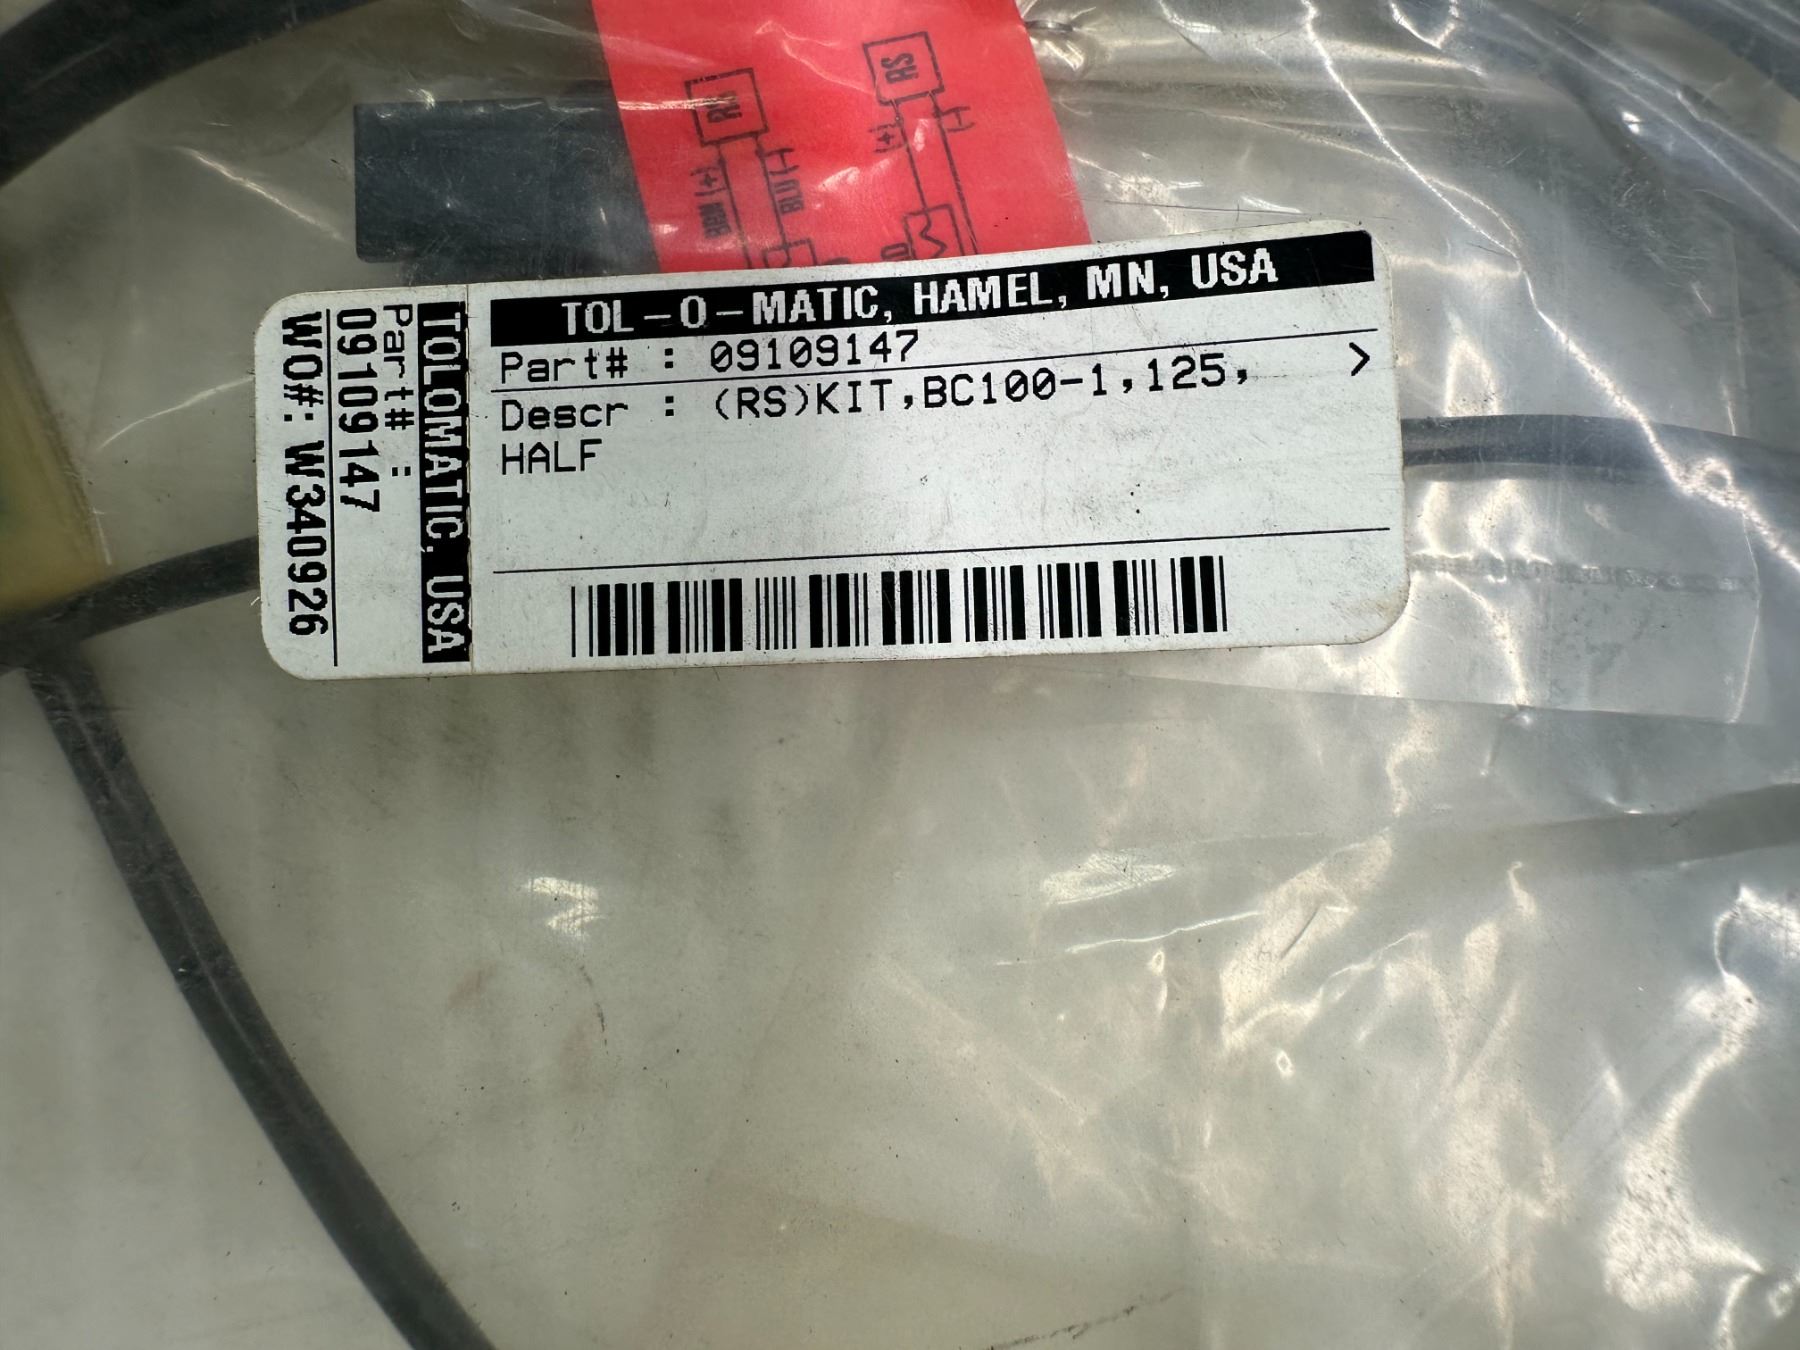 RS
RS
(+)
(-)
BRN (+)
BLU (-)
TOL-O-MATIC, HAMEL, MN, USA
Part# : 09109147
Descr : (RS)KIT,BC100-1,125, >
HALF
TOLOMATIC, USA
Part# :
09109147
WO#: W340926